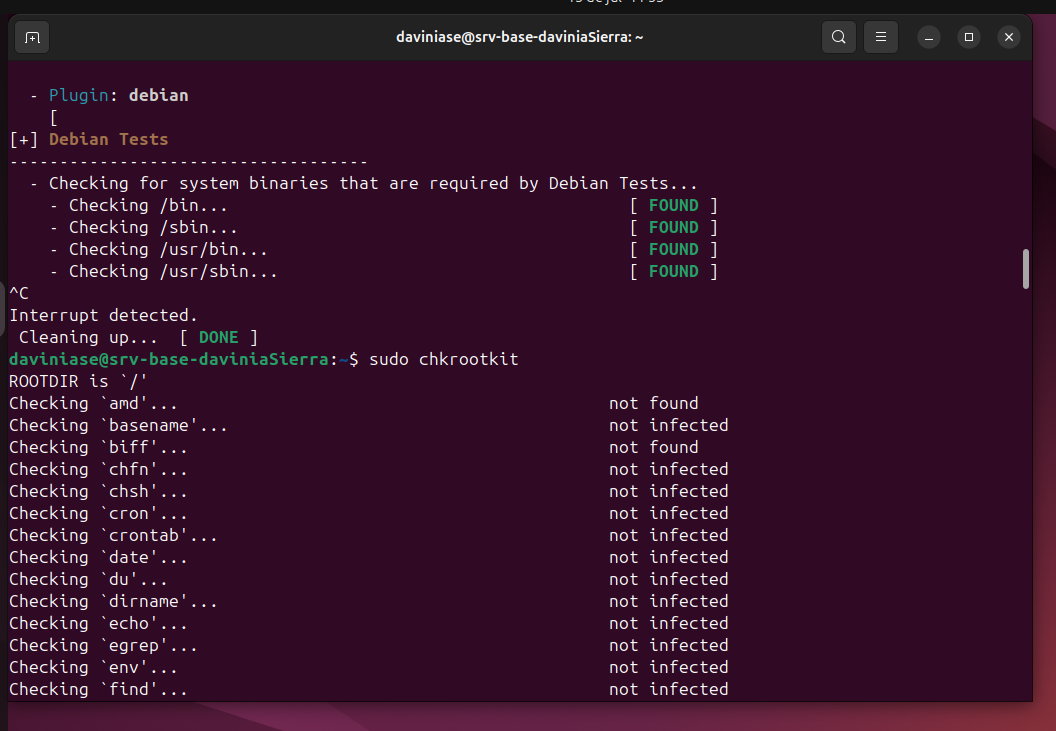 daviniase@srv-base-daviniaSierra: ~
- Plugin: debian
[
[+] Debian Tests
------------------------------------
- Checking for system binaries that are required by Debian Tests...
- Checking /bin... [ FOUND ]
- Checking /sbin... [ FOUND ]
- Checking /usr/bin... [ FOUND ]
- Checking /usr/sbin... [ FOUND ]
^C
Interrupt detected.
Cleaning up... [ DONE ]
daviniase@srv-base-daviniaSierra:~$ sudo chkrootkit
ROOTDIR is `/'
Checking `amd'... not found
Checking `basename'... not infected
Checking `biff'... not found
Checking `chfn'... not infected
Checking `chsh'... not infected
Checking `cron'... not infected
Checking `crontab'... not infected
Checking `date'... not infected
Checking `du'... not infected
Checking `dirname'... not infected
Checking `echo'... not infected
Checking `egrep'... not infected
Checking `env'... not infected
Checking `find'... not infected